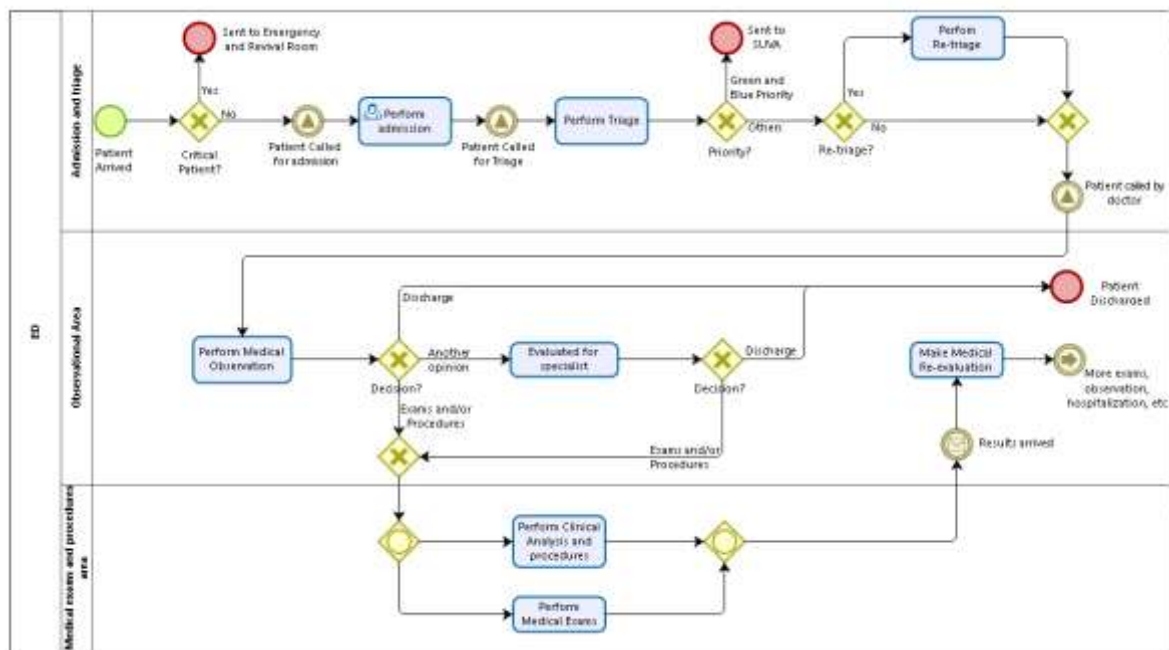 ED
Admission and triage
Sent to Emergency
and Revival Room
Yes
No
Patient
Arrived
Critical
Patient?
Patient Called
for admission
Perform
admission
Patient Called
for Triage
Perform Triage
Sent to
SUVA
Green and
Blue Priority
Othen
Priority?
Yes
No
Re-triage?
Perfom
Re-triage
Patient called by
doctor
Observational Area
Perform Medical
Observation
Discharge
Another
opinion
Decision?
Exams and/or
Procedures
Evaluated for
specialist
Discharge
Decision?
Exams and/or
Procedures
Patient
Discharged
Make Medical
Re-evaluation
More exams,
observation,
hospitalization, etc
Results arrived
Medical exams and procedures
area
Perform Clinical
Analysis and
procedures
Perform
Medical Exams